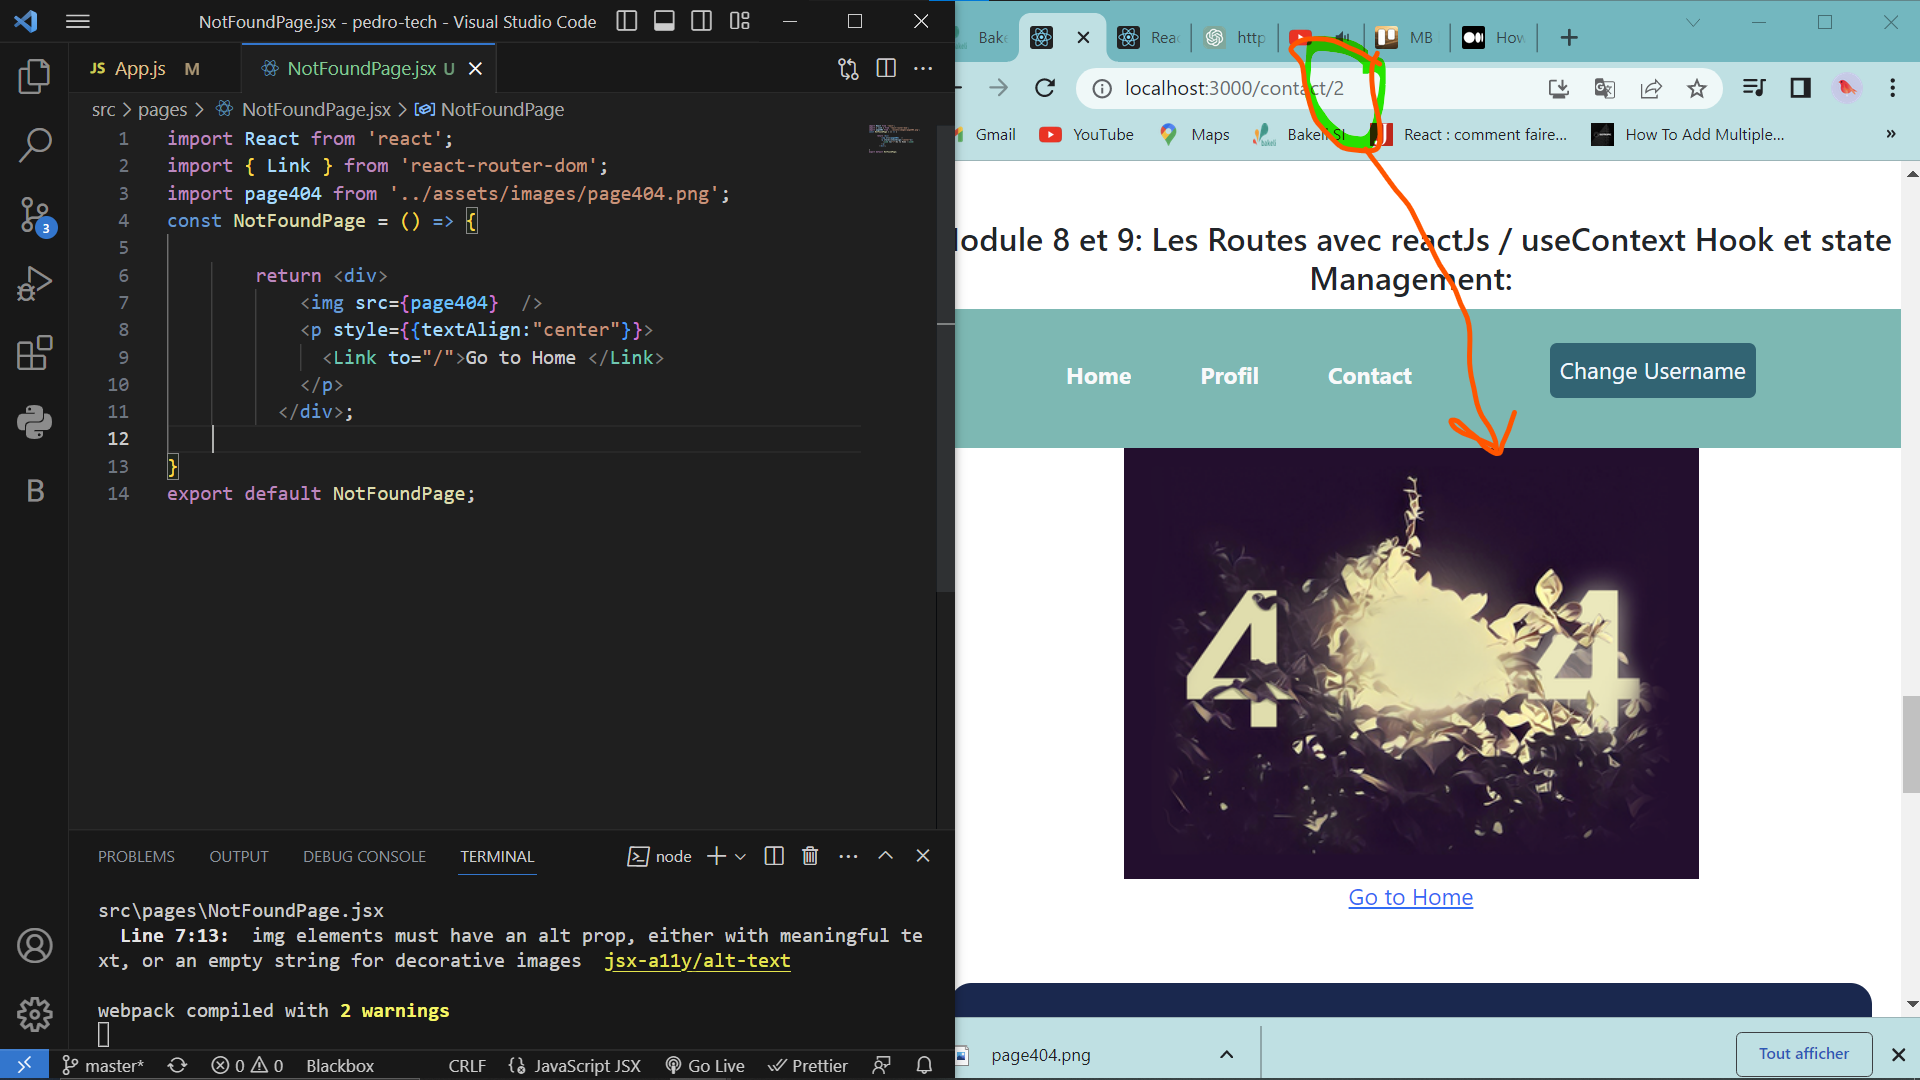 NotFoundPage.jsx - pedro-tech - Visual Studio Code
JS App.js M
NotFoundPage.jsx U
src > pages > NotFoundPage.jsx > NotFoundPage
1 import React from 'react';
2 import { Link } from 'react-router-dom';
3 import page404 from '../assets/images/page404.png';
4 const NotFoundPage = () => {
5
6 return <div>
7 <img src={page404} />
8 <p style={{textAlign:"center"}}>
9 <Link to="/">Go to Home </Link>
10 </p>
11 </div>;
12
13 }
14 export default NotFoundPage;
3
B
PROBLEMS OUTPUT DEBUG CONSOLE TERMINAL
node
src\pages\NotFoundPage.jsx
Line 7:13: img elements must have an alt prop, either with meaningful te
xt, or an empty string for decorative images jsx-a11y/alt-text
webpack compiled with 2 warnings
master* 0 0 Blackbox CRLF JavaScript JSX Go Live Prettier
Bake Rea http MB How
localhost:3000/contact/2
Gmail YouTube Maps Bakeli SI React : comment faire... How To Add Multiple... »
odule 8 et 9: Les Routes avec reactJs / useContext Hook et state
Management:
Home Profil Contact Change Username
4 4
Go to Home
page404.png Tout afficher